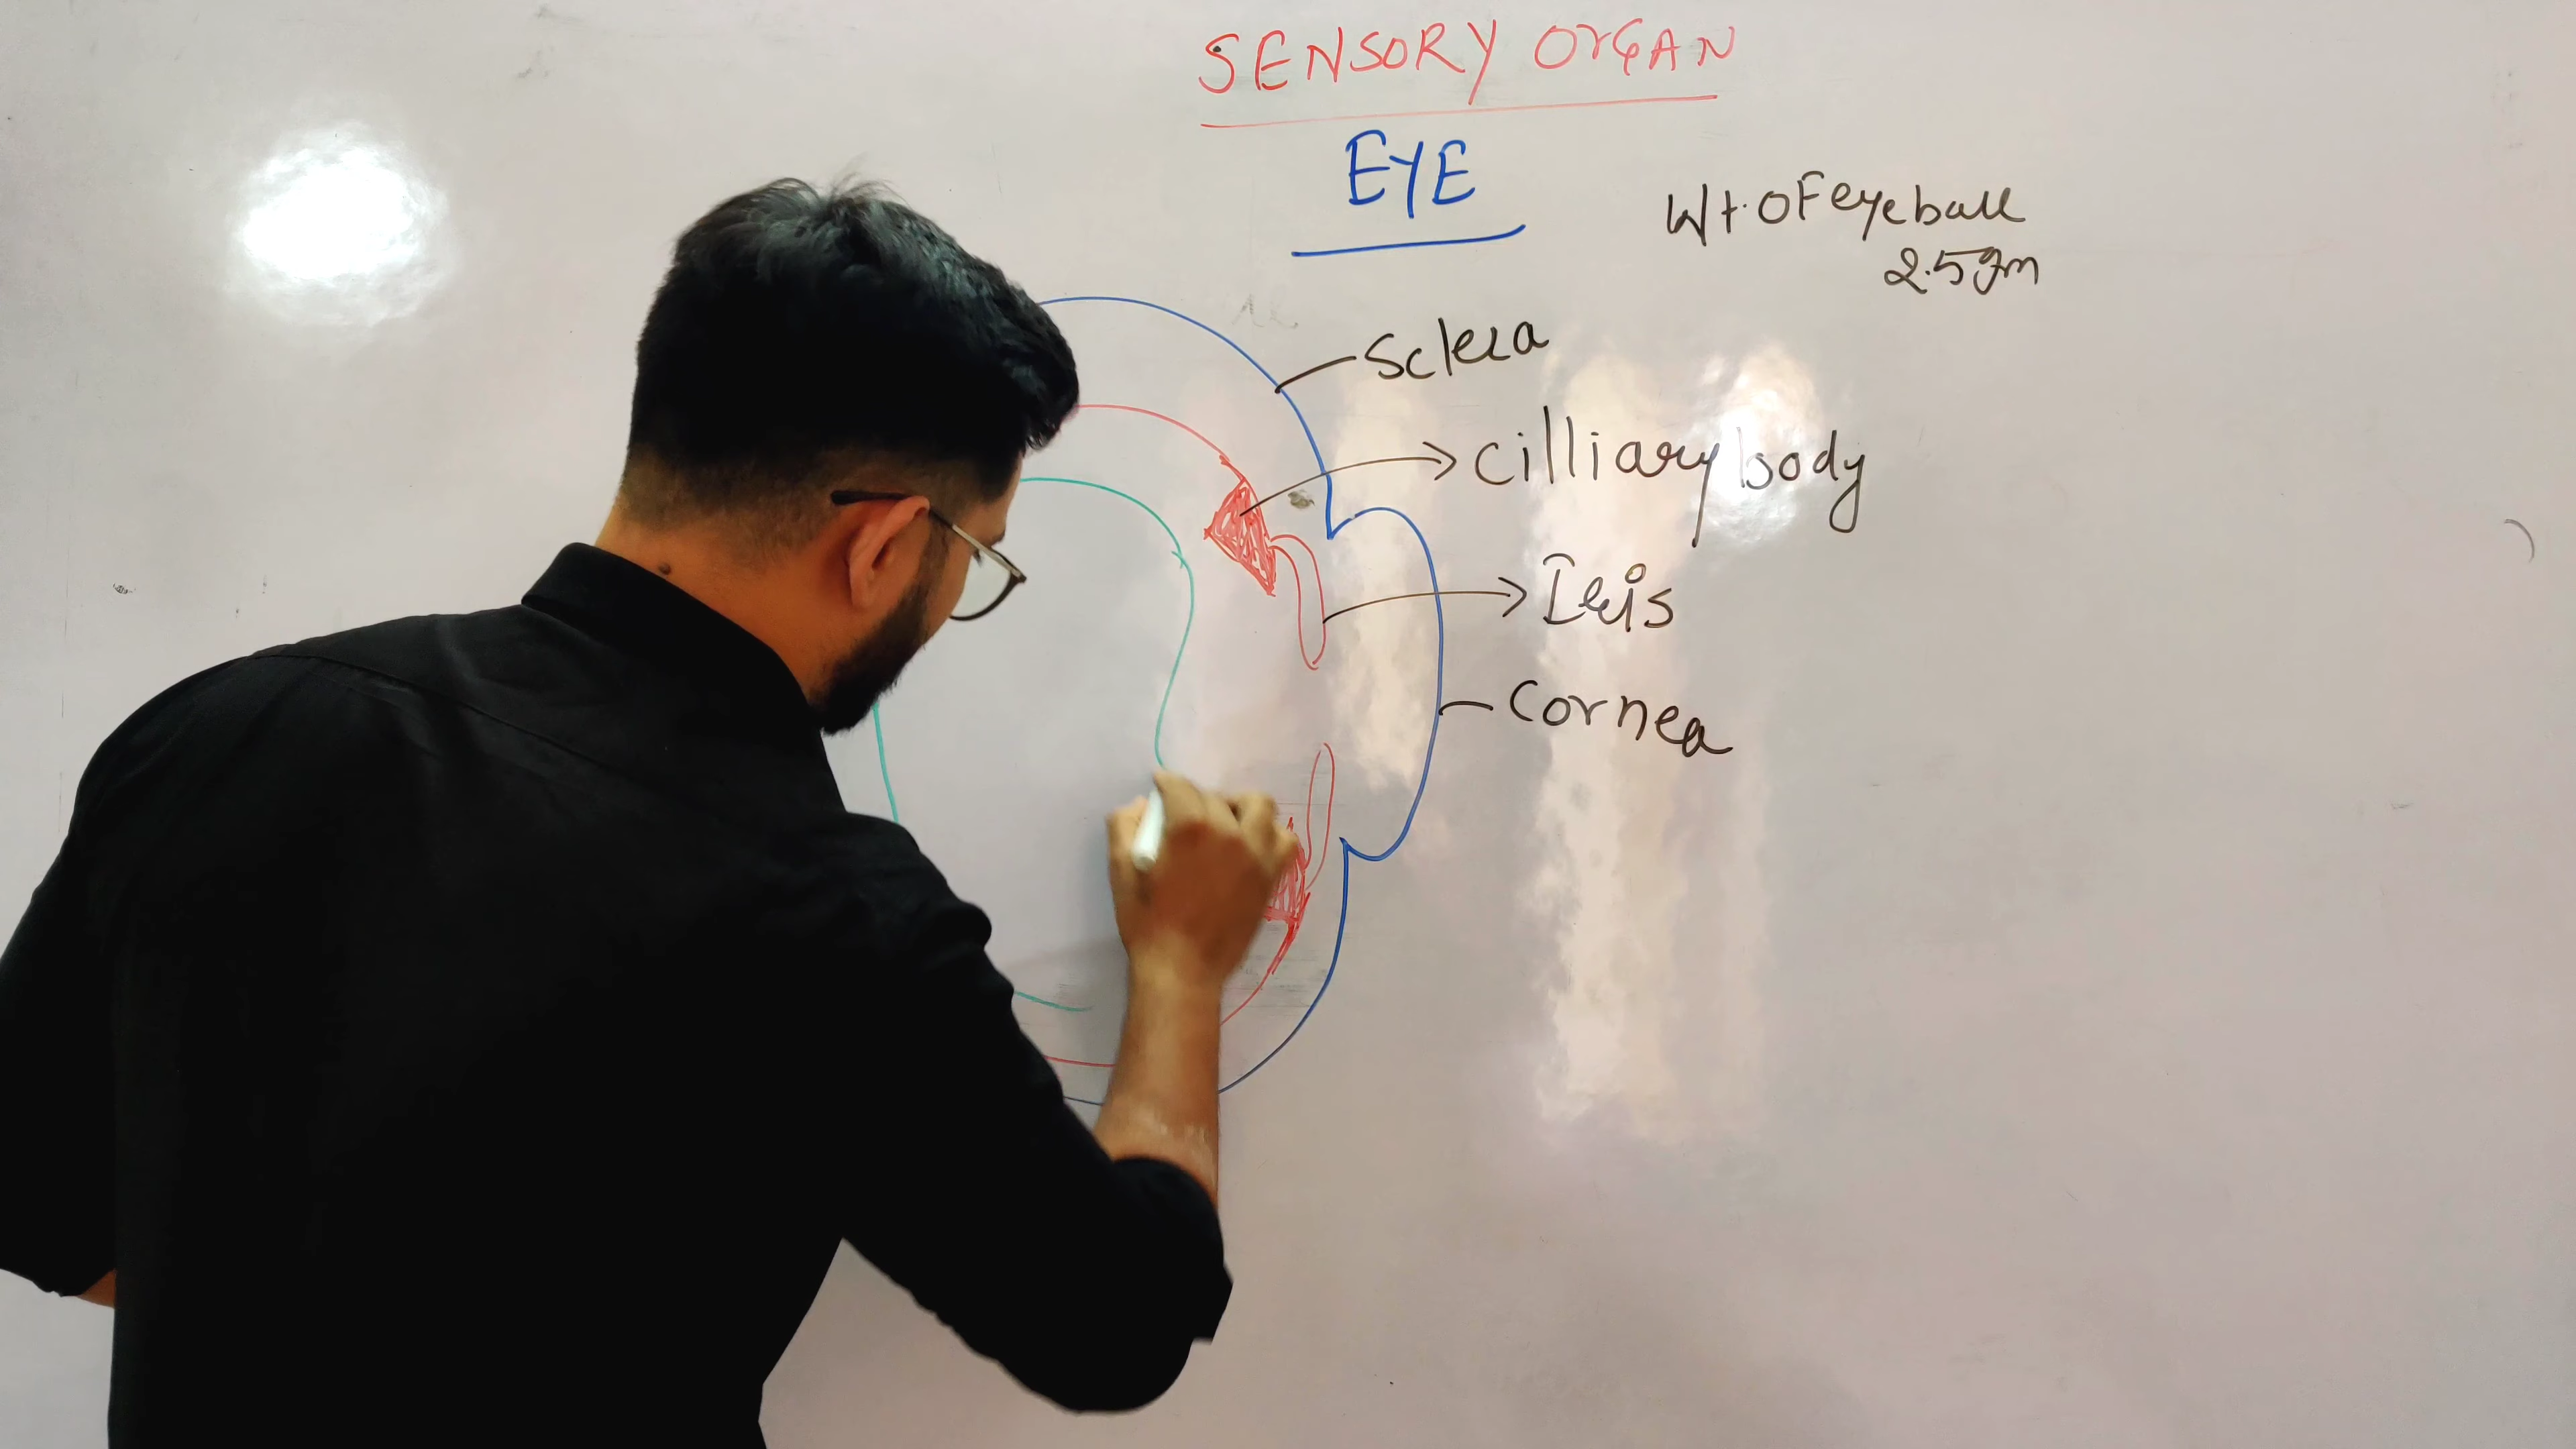 SENSORY OrGAN
EYE
Wt. OF eyeball
2.5gm
Sclera
Cilliary body
Iris
Cornea